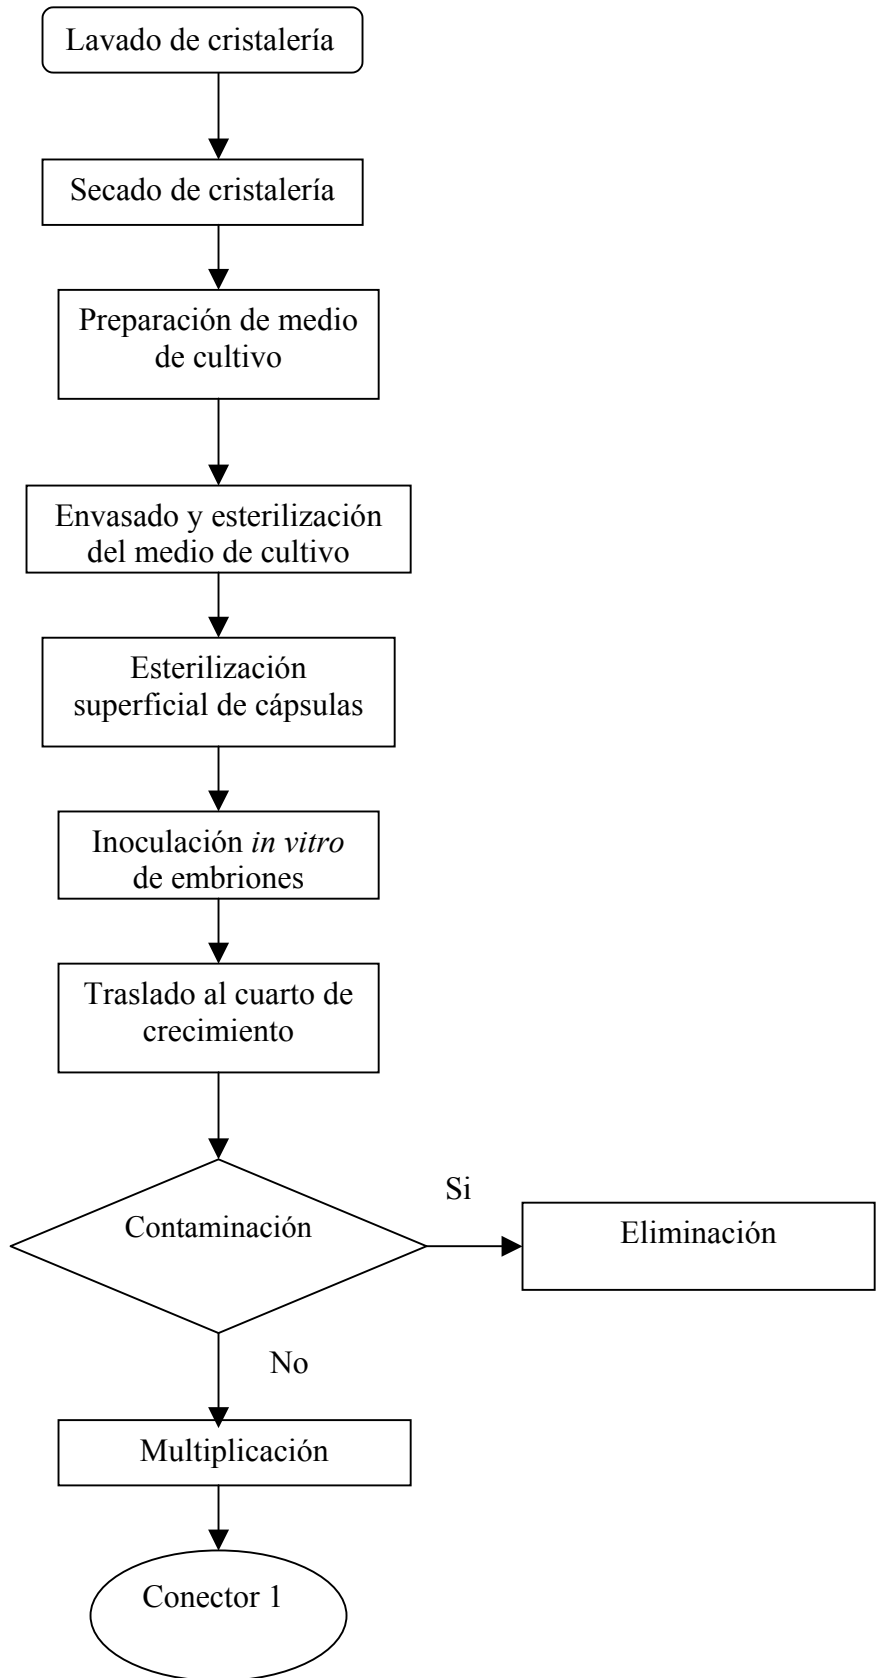 Lavado de cristalería
Secado de cristalería
Preparación de medio
de cultivo
Envasado y esterilización
del medio de cultivo
Esterilización
superficial de cápsulas
Inoculación in vitro
de embriones
Traslado al cuarto de
crecimiento
Contaminación
Si
Eliminación
No
Multiplicación
Conector 1